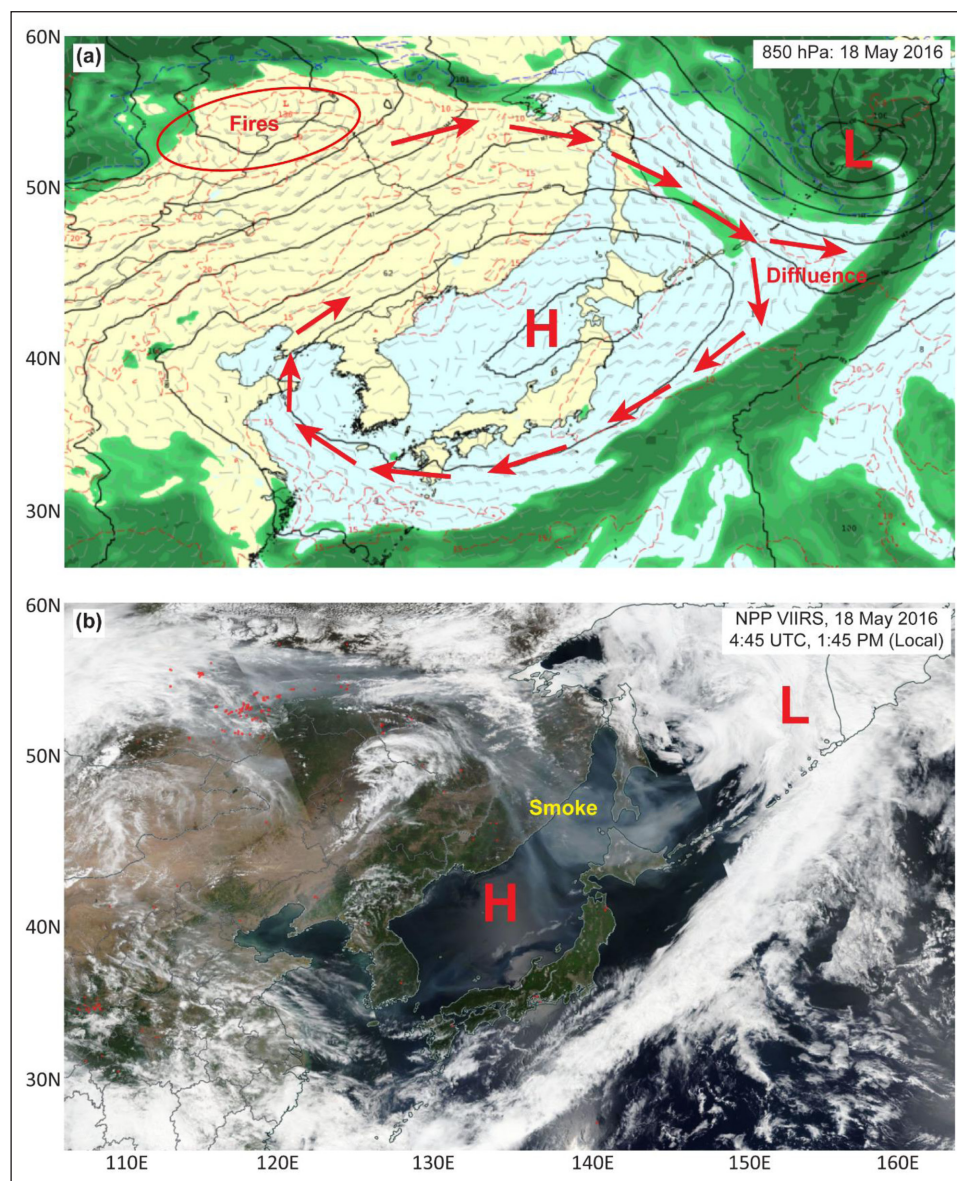 60N
(a)
850 hPa: 18 May 2016
Fires
L
50N
Diffluence
H
40N
30N
60N
(b)
NPP VIIRS, 18 May 2016
4:45 UTC, 1:45 PM (Local)
L
50N
Smoke
H
40N
30N
110E 120E 130E 140E 150E 160E